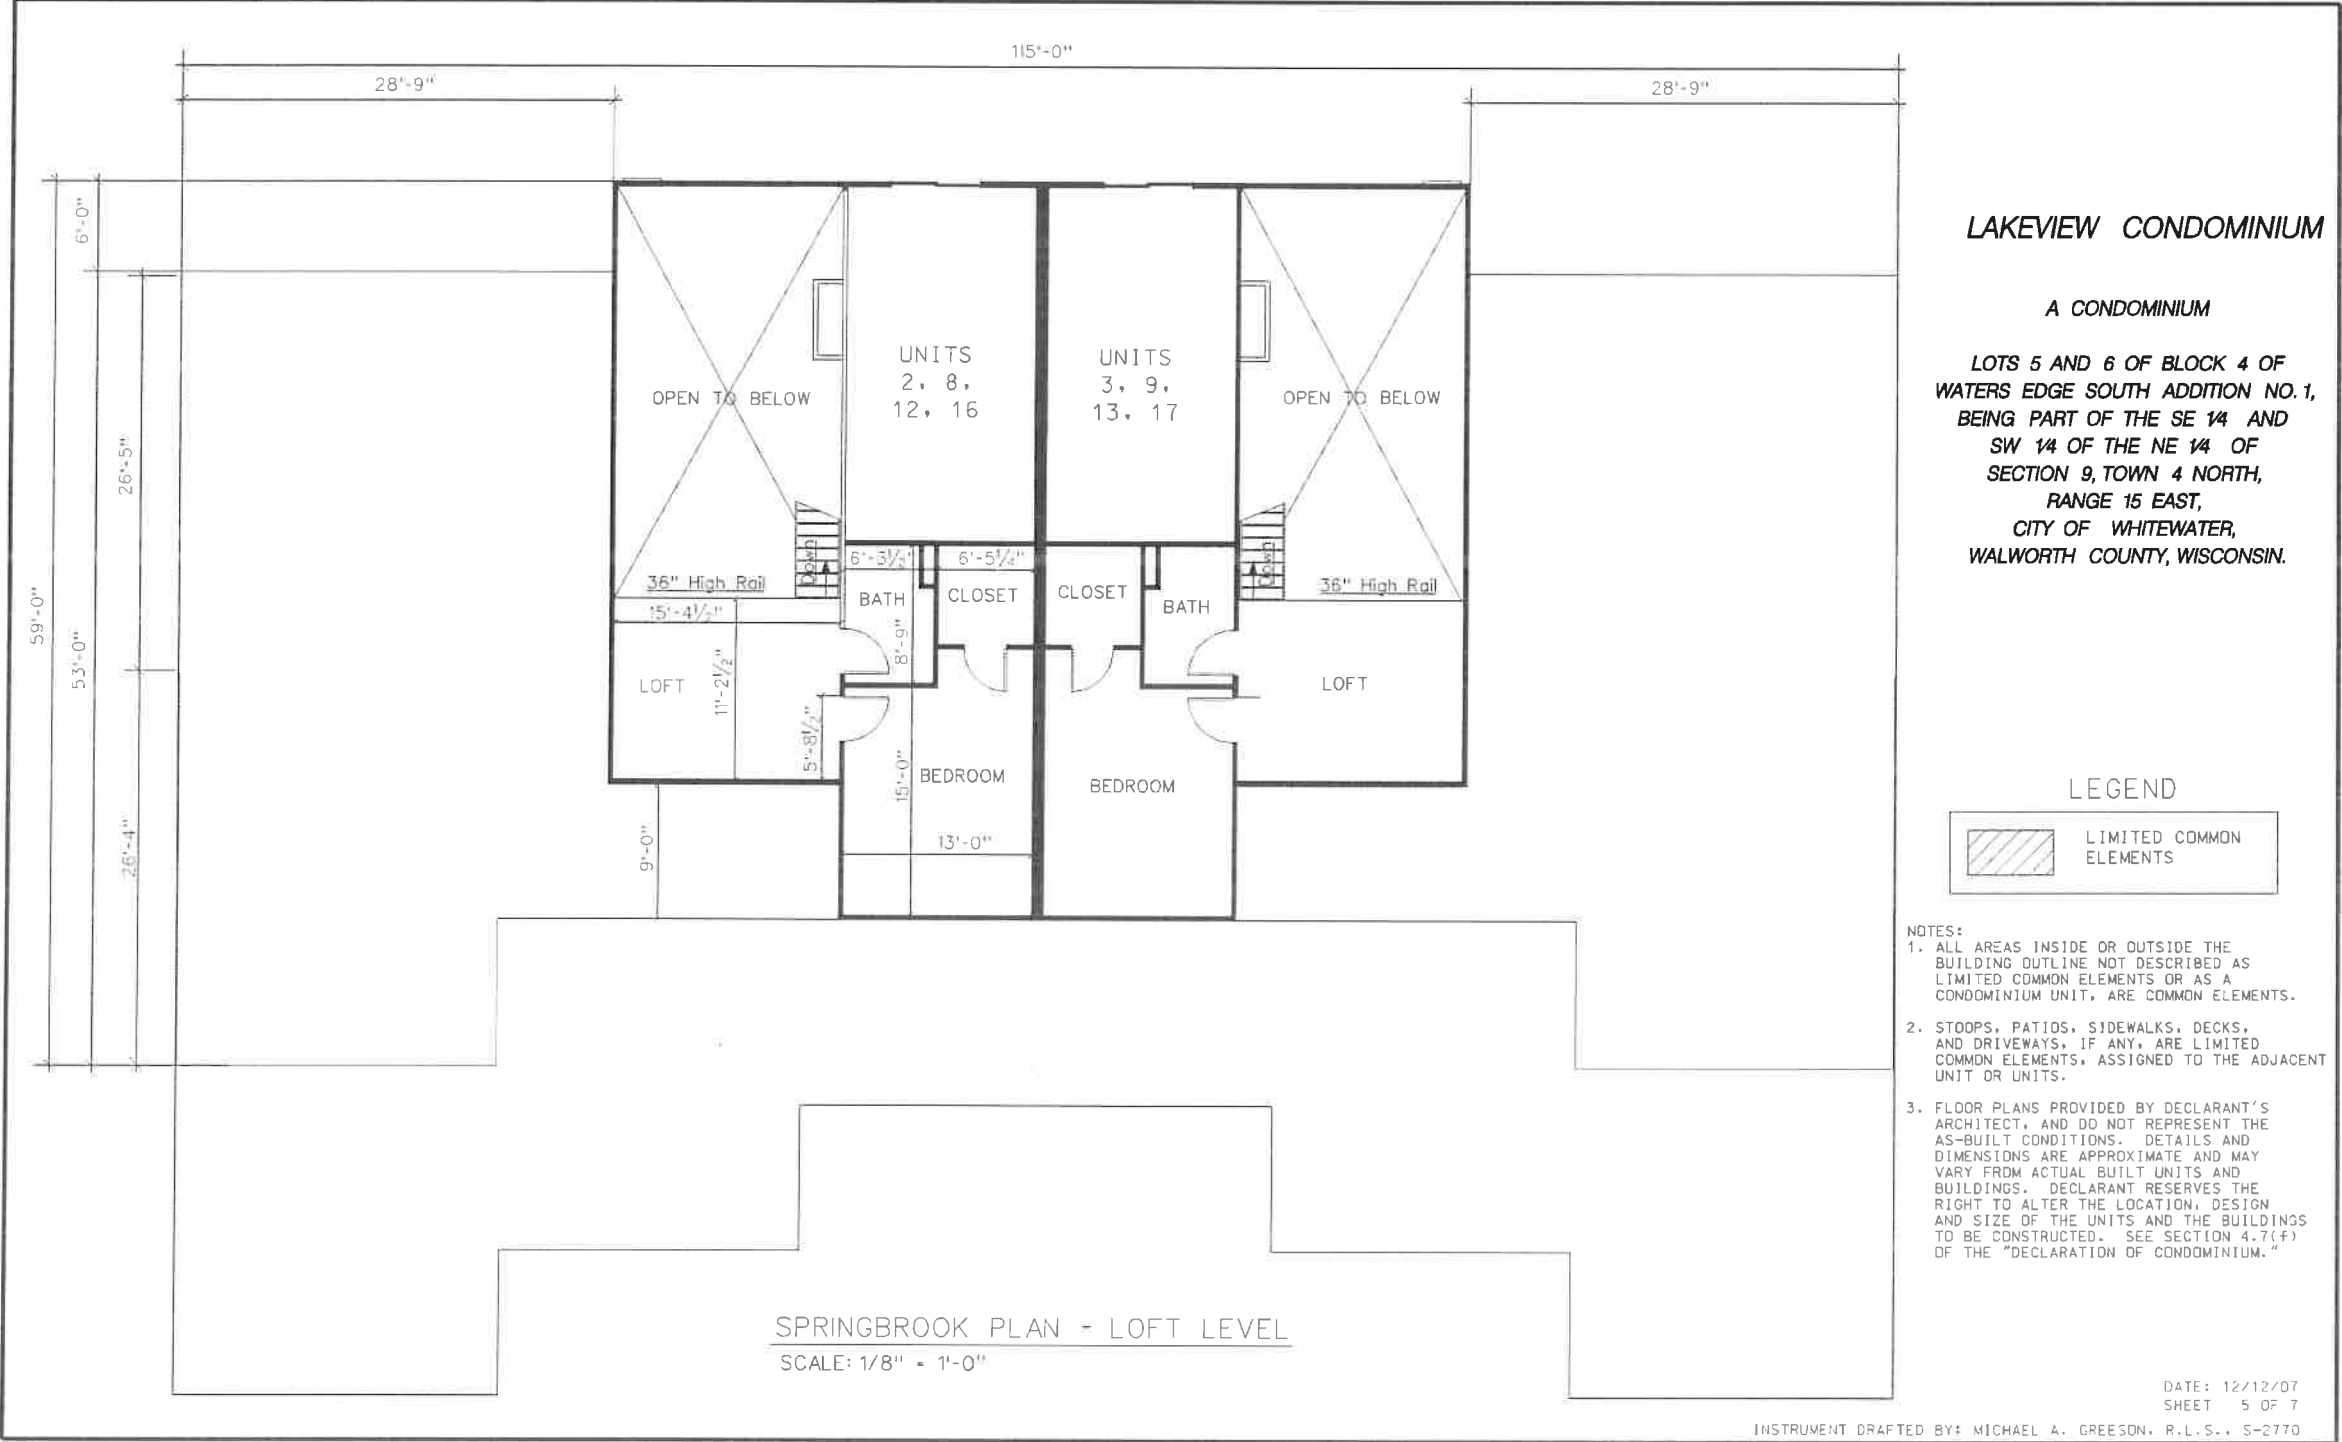 115'-0"
28'-9"
28'-9"
6'-0"
26'-5"
59'-0"
53'-0"
26'-4"
UNITS
2, 8,
12, 16
UNITS
3, 9,
13, 17
OPEN TO BELOW
OPEN TO BELOW
Down
Down
36" High Rail
36" High Rail
15'-4½"
6'-3½"
6'-5¼"
BATH
CLOSET
CLOSET
BATH
8'-9"
LOFT
11'-2½"
5'-8½"
LOFT
15'-0"
BEDROOM
BEDROOM
13'-0"
9'-0"
SPRINGBROOK PLAN - LOFT LEVEL
SCALE: 1/8" = 1'-0"
LAKEVIEW CONDOMINIUM
A CONDOMINIUM
LOTS 5 AND 6 OF BLOCK 4 OF
WATERS EDGE SOUTH ADDITION NO. 1,
BEING PART OF THE SE 1/4 AND
SW 1/4 OF THE NE 1/4 OF
SECTION 9, TOWN 4 NORTH,
RANGE 15 EAST,
CITY OF WHITEWATER,
WALWORTH COUNTY, WISCONSIN.
LEGEND
LIMITED COMMON
ELEMENTS
NOTES:
1. ALL AREAS INSIDE OR OUTSIDE THE
BUILDING OUTLINE NOT DESCRIBED AS
LIMITED COMMON ELEMENTS OR AS A
CONDOMINIUM UNIT, ARE COMMON ELEMENTS.
2. STOOPS, PATIOS, SIDEWALKS, DECKS,
AND DRIVEWAYS, IF ANY, ARE LIMITED
COMMON ELEMENTS, ASSIGNED TO THE ADJACENT
UNIT OR UNITS.
3. FLOOR PLANS PROVIDED BY DECLARANT'S
ARCHITECT, AND DO NOT REPRESENT THE
AS-BUILT CONDITIONS. DETAILS AND
DIMENSIONS ARE APPROXIMATE AND MAY
VARY FROM ACTUAL BUILT UNITS AND
BUILDINGS. DECLARANT RESERVES THE
RIGHT TO ALTER THE LOCATION, DESIGN
AND SIZE OF THE UNITS AND THE BUILDINGS
TO BE CONSTRUCTED. SEE SECTION 4.7(f)
OF THE "DECLARATION OF CONDOMINIUM."
DATE: 12/12/07
SHEET 5 OF 7
INSTRUMENT DRAFTED BY: MICHAEL A. GREESON, R.L.S., S-2770